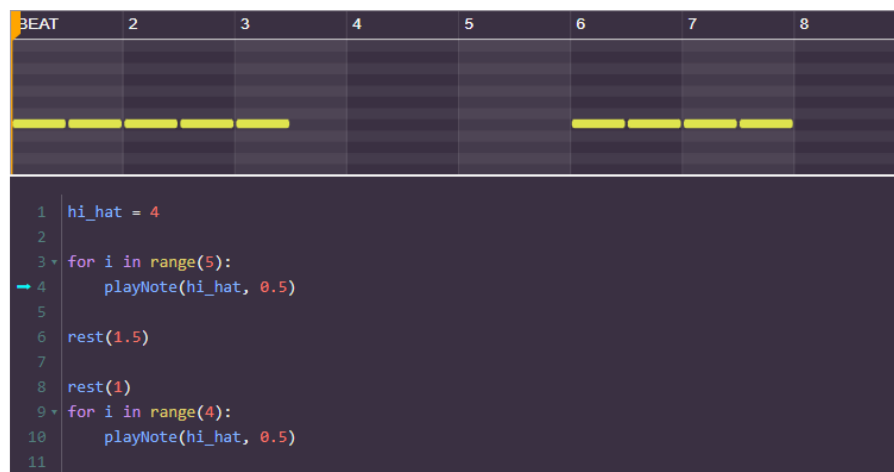 BEAT 2 3 4 5 6 7 8
1 hi_hat = 4
2
3 for i in range(5):
4     playNote(hi_hat, 0.5)
5
6 rest(1.5)
7
8 rest(1)
9 for i in range(4):
10     playNote(hi_hat, 0.5)
11